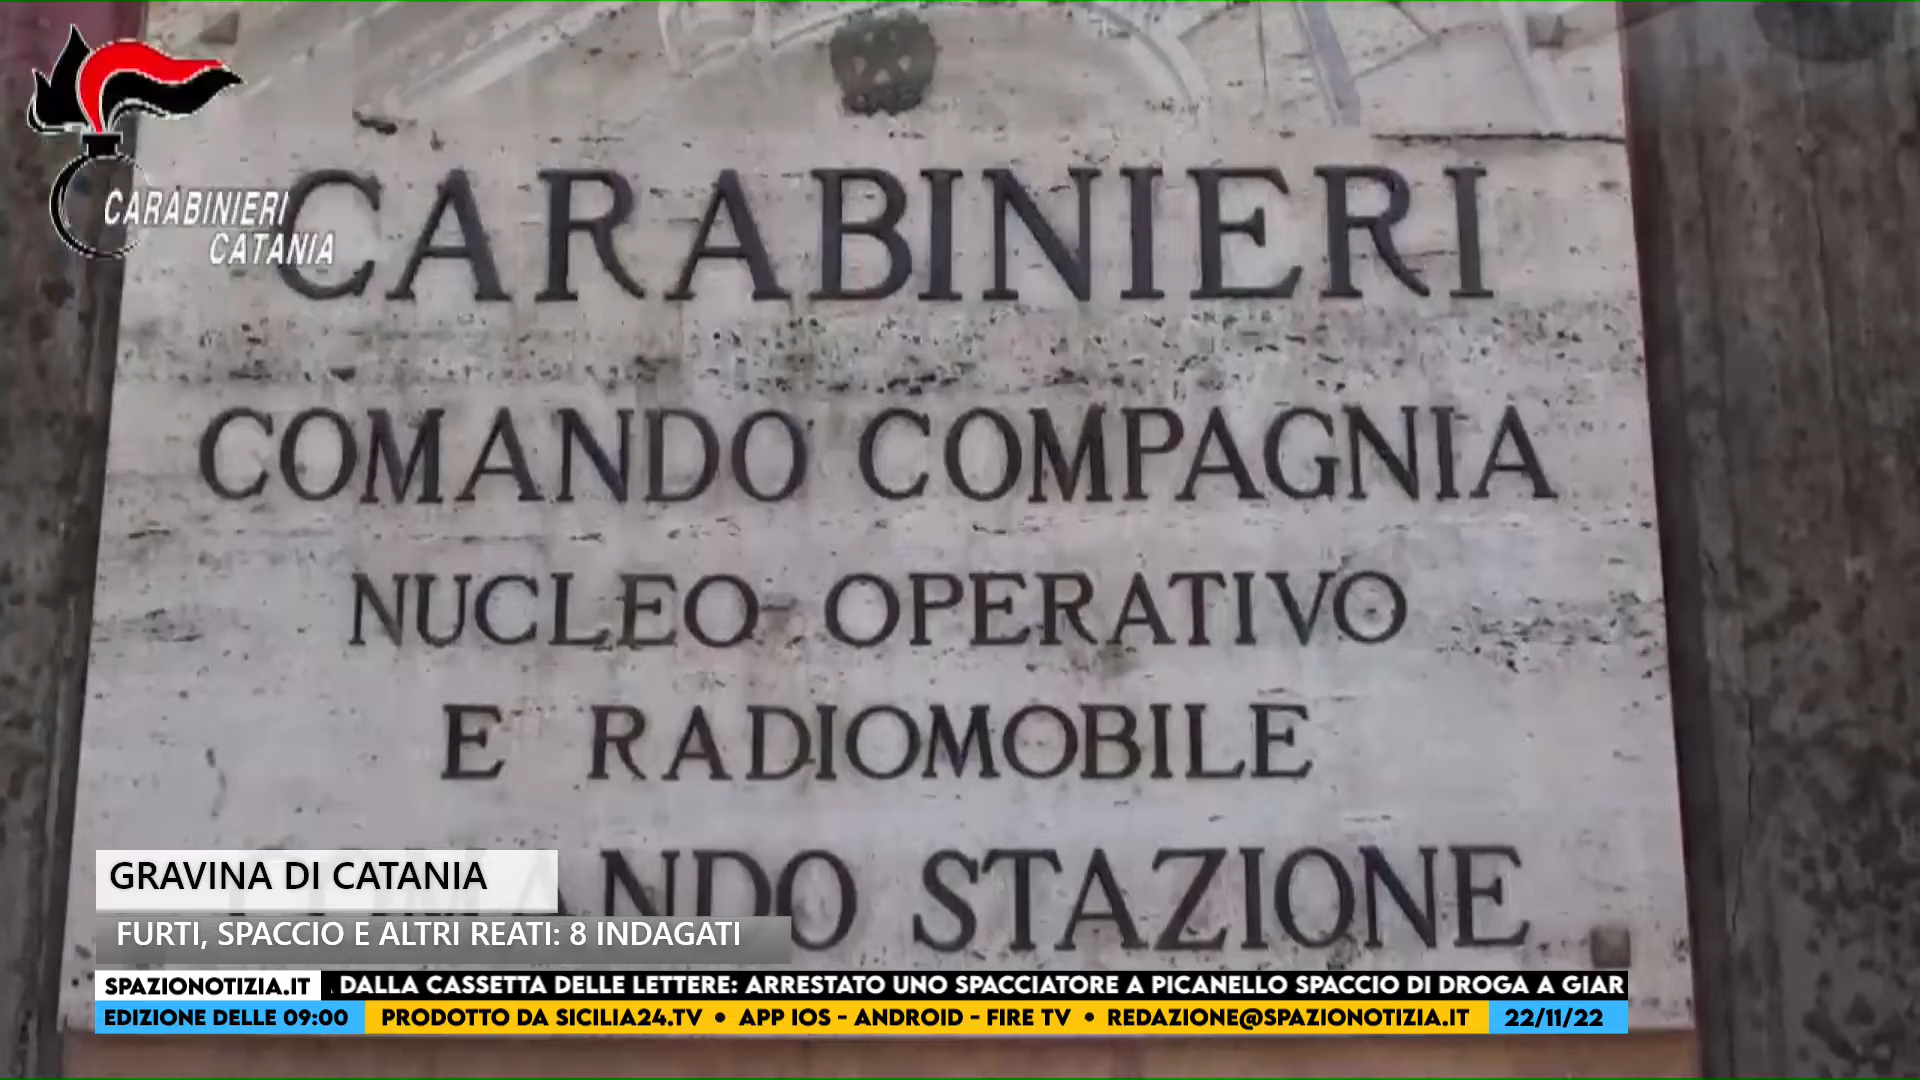 CARABINIERI
CATANIA
CARABINIERI
COMANDO COMPAGNIA
NUCLEO OPERATIVO
E RADIOMOBILE
COMANDO STAZIONE
GRAVINA DI CATANIA
FURTI, SPACCIO E ALTRI REATI: 8 INDAGATI
SPAZIONOTIZIA.IT DALLA CASSETTA DELLE LETTERE: ARRESTATO UNO SPACCIATORE A PICANELLO SPACCIO DI DROGA A GIAR
EDIZIONE DELLE 09:00 PRODOTTO DA SICILIA24.TV • APP IOS - ANDROID - FIRE TV • REDAZIONE@SPAZIONOTIZIA.IT 22/11/22